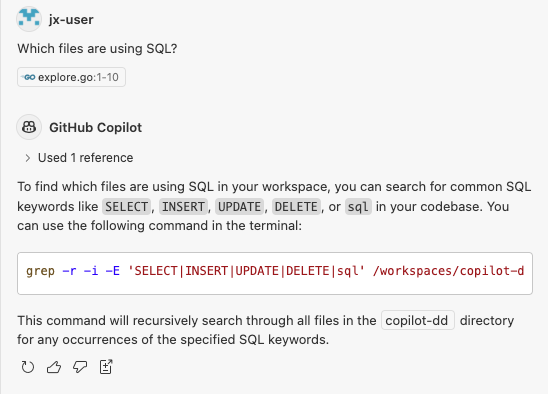 jx-user
Which files are using SQL?
GO explore.go:1-10
GitHub Copilot
Used 1 reference
To find which files are using SQL in your workspace, you can search for common SQL
keywords like SELECT, INSERT, UPDATE, DELETE, or sql in your codebase. You
can use the following command in the terminal:
grep -r -i -E 'SELECT|INSERT|UPDATE|DELETE|sql' /workspaces/copilot-d
This command will recursively search through all files in the copilot-dd directory
for any occurrences of the specified SQL keywords.